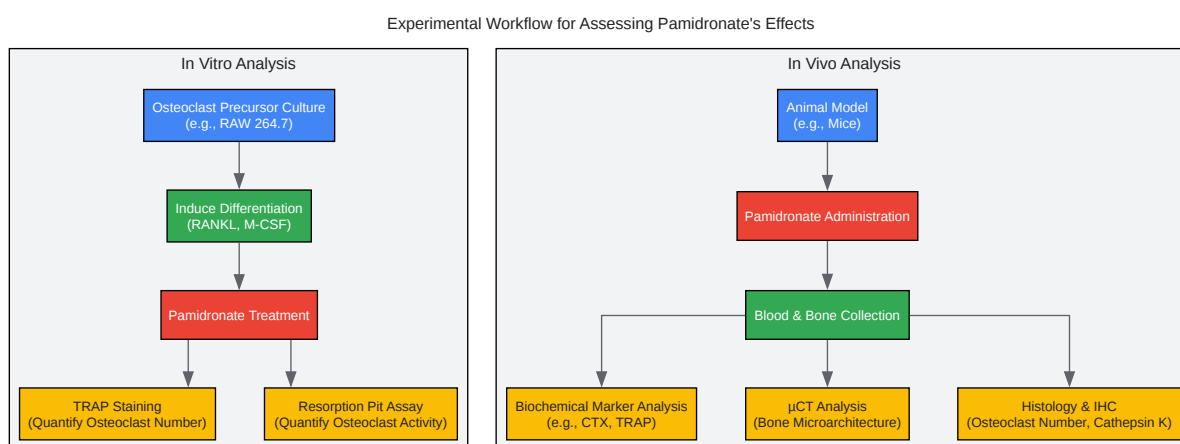 Experimental Workflow for Assessing Pamidronate's Effects
In Vitro Analysis
Osteoclast Precursor Culture
(e.g., RAW 264.7)
Induce Differentiation
(RANKL, M-CSF)
Pamidronate Treatment
TRAP Staining
(Quantify Osteoclast Number)
Resorption Pit Assay
(Quantify Osteoclast Activity)
In Vivo Analysis
Animal Model
(e.g., Mice)
Pamidronate Administration
Blood & Bone Collection
Biochemical Marker Analysis
(e.g., CTX, TRAP)
µCT Analysis
(Bone Microarchitecture)
Histology & IHC
(Osteoclast Number, Cathepsin K)